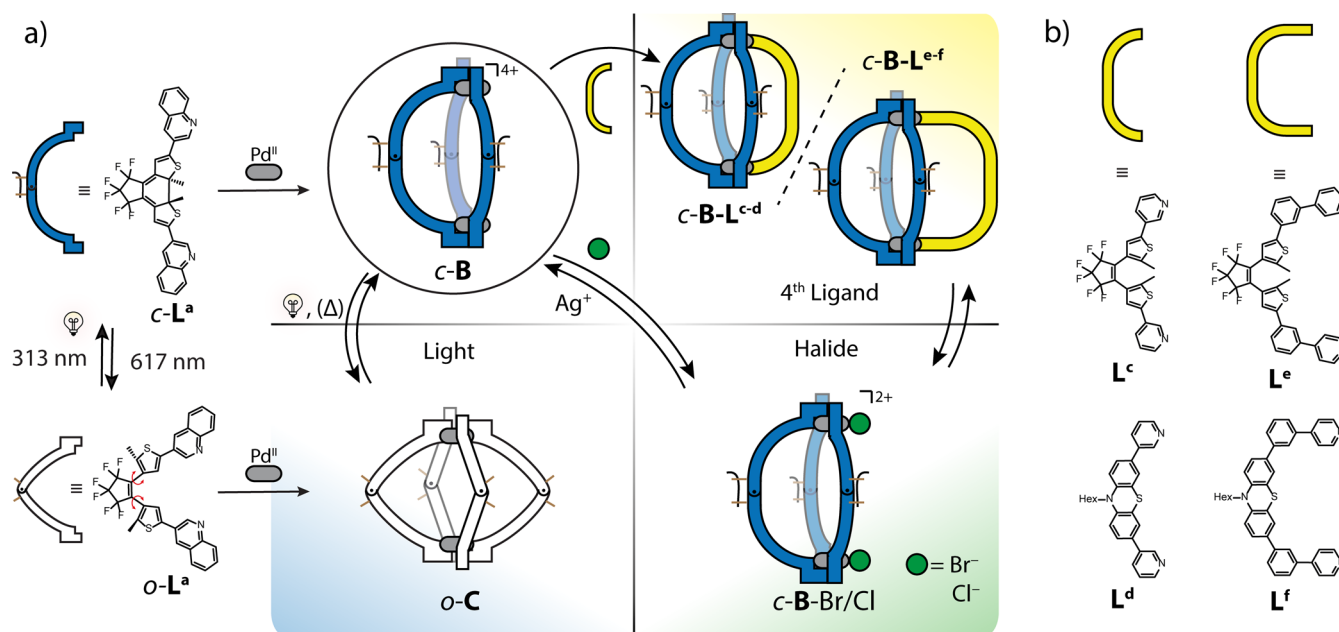 a)
b)
≡
F
F
F
F
F
F
S
S
N
N
c-Lᵃ
Pdᴵᴵ
⁴⁺
c-B
c-B-Lᵉ⁻ᶠ
c-B-Lᶜ⁻ᵈ
4ᵗʰ Ligand
, (Δ)
Ag⁺
Light
Halide
313 nm
617 nm
≡
F
F
F
F
F
F
S
S
N
N
o-Lᵃ
Pdᴵᴵ
o-C
²⁺
c-B-Br/Cl
= Br⁻
Cl⁻
≡
≡
N
F
F
F
F
F
F
S
S
N
Lᶜ
N
F
F
F
F
F
F
S
S
N
Lᵉ
N
Hex-N
S
N
Lᵈ
N
Hex-N
S
N
Lᶠ